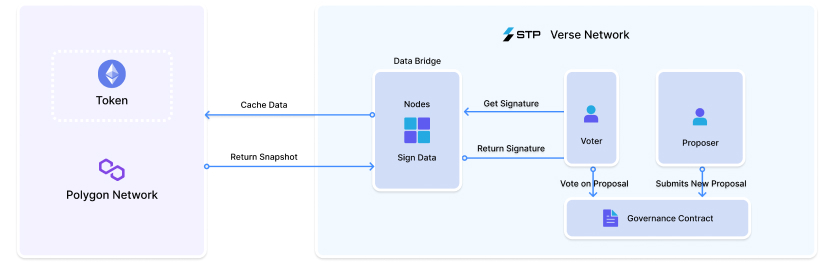 STP Verse Network
Data Bridge
Token
Polygon Network
Cache Data
Return Snapshot
Nodes
Sign Data
Get Signature
Return Signature
Voter
Proposer
Vote on Proposal
Submits New Proposal
Governance Contract